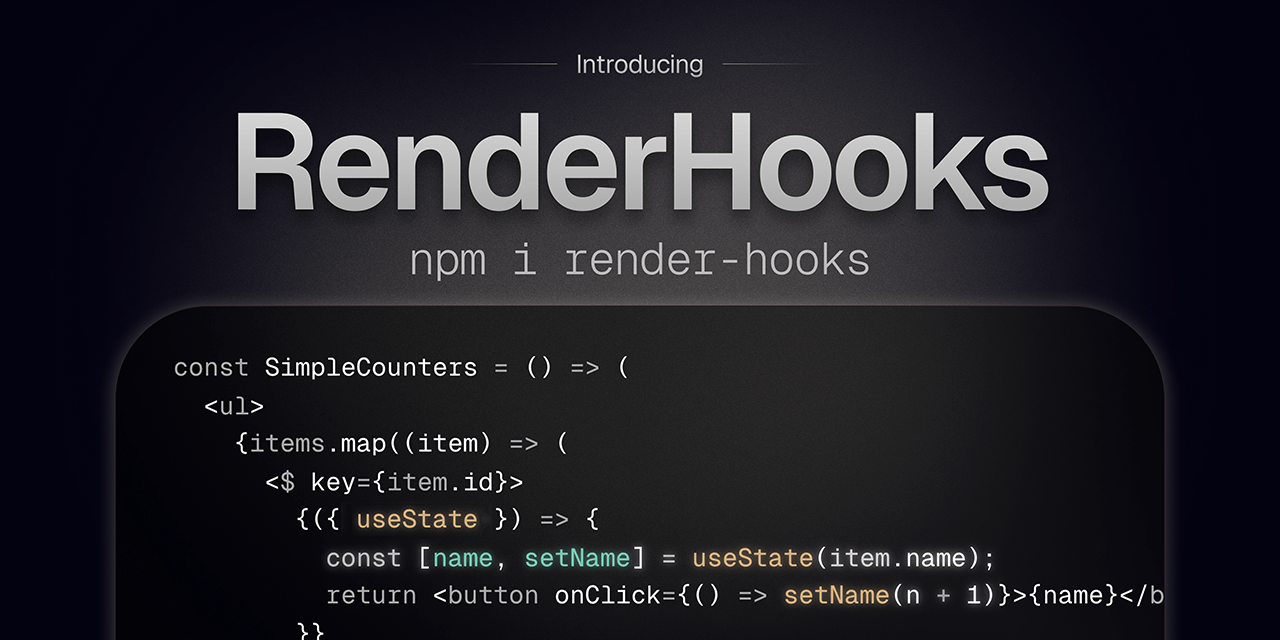 Introducing
RenderHooks
npm i render-hooks
const SimpleCounters = () => (
<ul>
{items.map((item) => (
<$ key={item.id}>
{({ useState }) => {
const [name, setName] = useState(item.name);
return <button onClick={() => setName(n + 1)}>{name}</b
}}